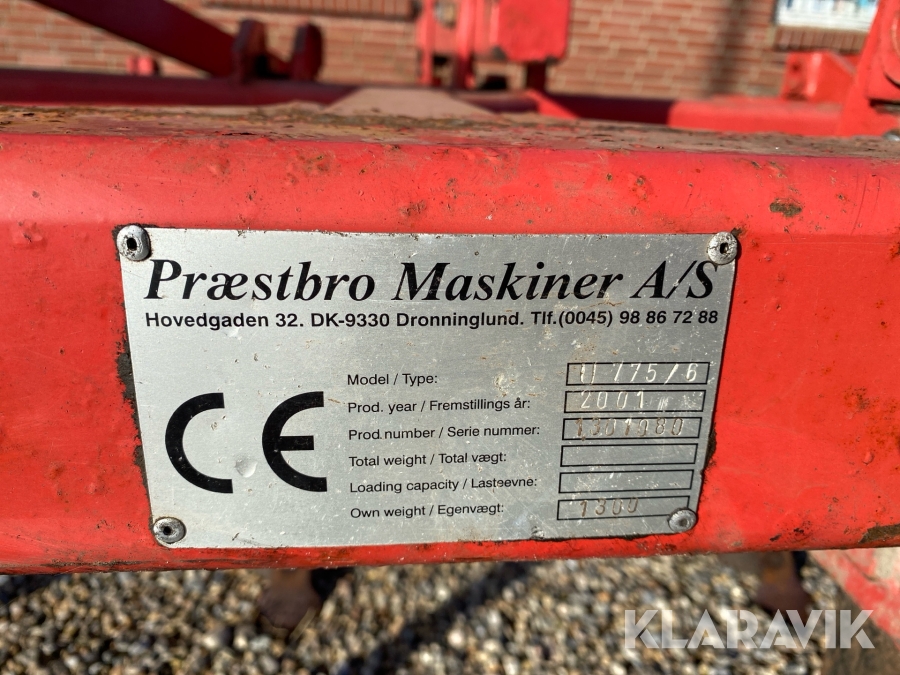 Præstbro Maskiner A/S
Hovedgaden 32. DK-9330 Dronninglund. Tlf.(0045) 98 86 72 88
CE
Model / Type: 775/6
Prod. year / Fremstillings år: 2001
Prod. number / Serie nummer: 1301980
Total weight / Total vægt:
Loading capacity / Lasteevne:
Own weight / Egenvægt: 1300
KLARAVIK